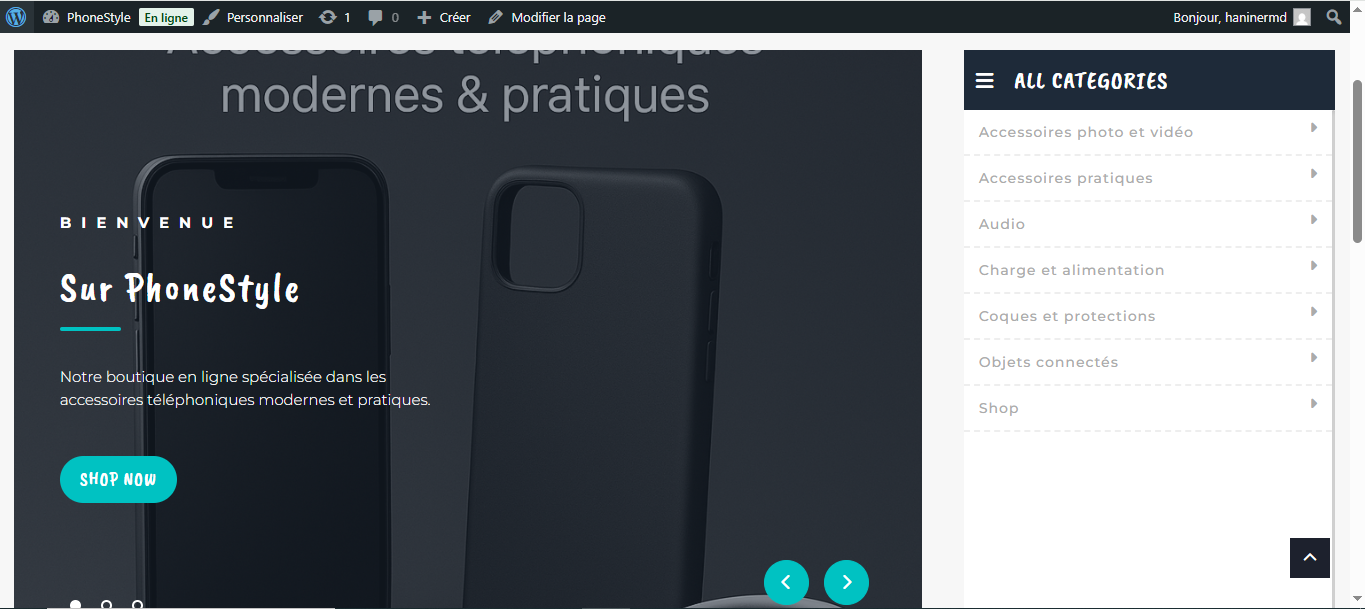 PhoneStyle
En ligne
Personnaliser
1
0
Créer
Modifier la page
Bonjour, haninermd
Accessoires téléphoniques
modernes & pratiques
BIENVENUE
Sur PhoneStyle
Notre boutique en ligne spécialisée dans les
accessoires téléphoniques modernes et pratiques.
SHOP NOW
ALL CATEGORIES
Accessoires photo et vidéo
Accessoires pratiques
Audio
Charge et alimentation
Coques et protections
Objets connectés
Shop